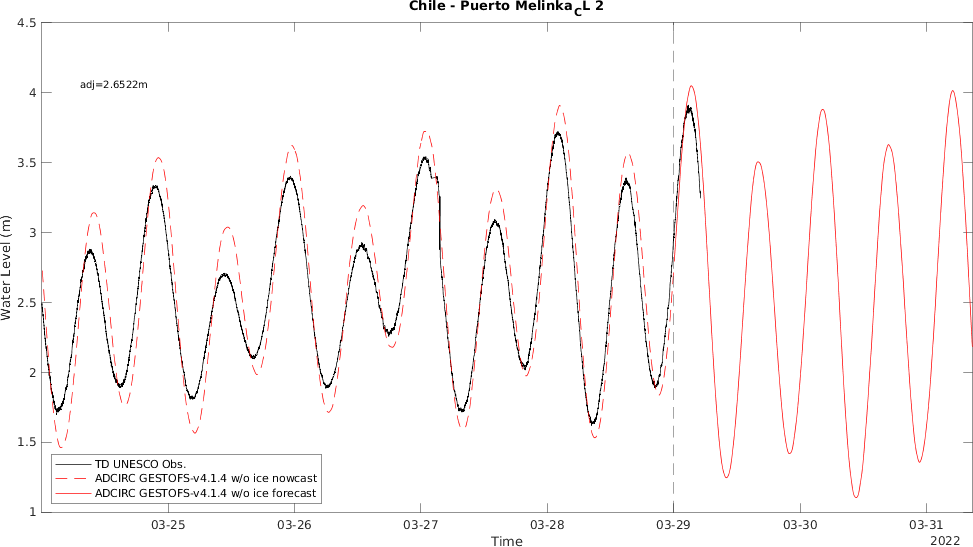 Chile - Puerto Melinka_CL 2
4.5
4
3.5
3
2.5
2
1.5
1
Water Level (m)
adj=2.6522m
TD UNESCO Obs.
ADCIRC GESTOFS-v4.1.4 w/o ice nowcast
ADCIRC GESTOFS-v4.1.4 w/o ice forecast
03-25 03-26 03-27 03-28 03-29 03-30 03-31
Time
2022